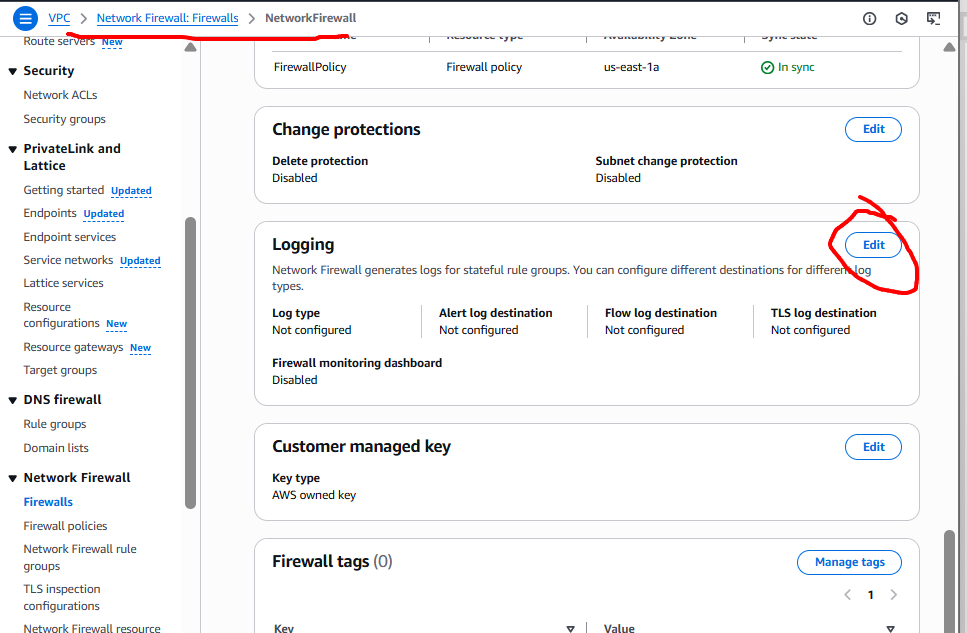 VPC > Network Firewall: Firewalls > NetworkFirewall
Route servers New
Security
Network ACLs
Security groups
PrivateLink and
Lattice
Getting started Updated
Endpoints Updated
Endpoint services
Service networks Updated
Lattice services
Resource
configurations New
Resource gateways New
Target groups
DNS firewall
Rule groups
Domain lists
Network Firewall
Firewalls
Firewall policies
Network Firewall rule
groups
TLS inspection
configurations
Network Firewall resource
Resource type Availability Zone Sync state
FirewallPolicy Firewall policy us-east-1a In sync
Change protections Edit
Delete protection Subnet change protection
Disabled Disabled
Logging Edit
Network Firewall generates logs for stateful rule groups. You can configure different destinations for different log
types.
Log type Alert log destination Flow log destination TLS log destination
Not configured Not configured Not configured Not configured
Firewall monitoring dashboard
Disabled
Customer managed key Edit
Key type
AWS owned key
Firewall tags (0) Manage tags
1
Key Value